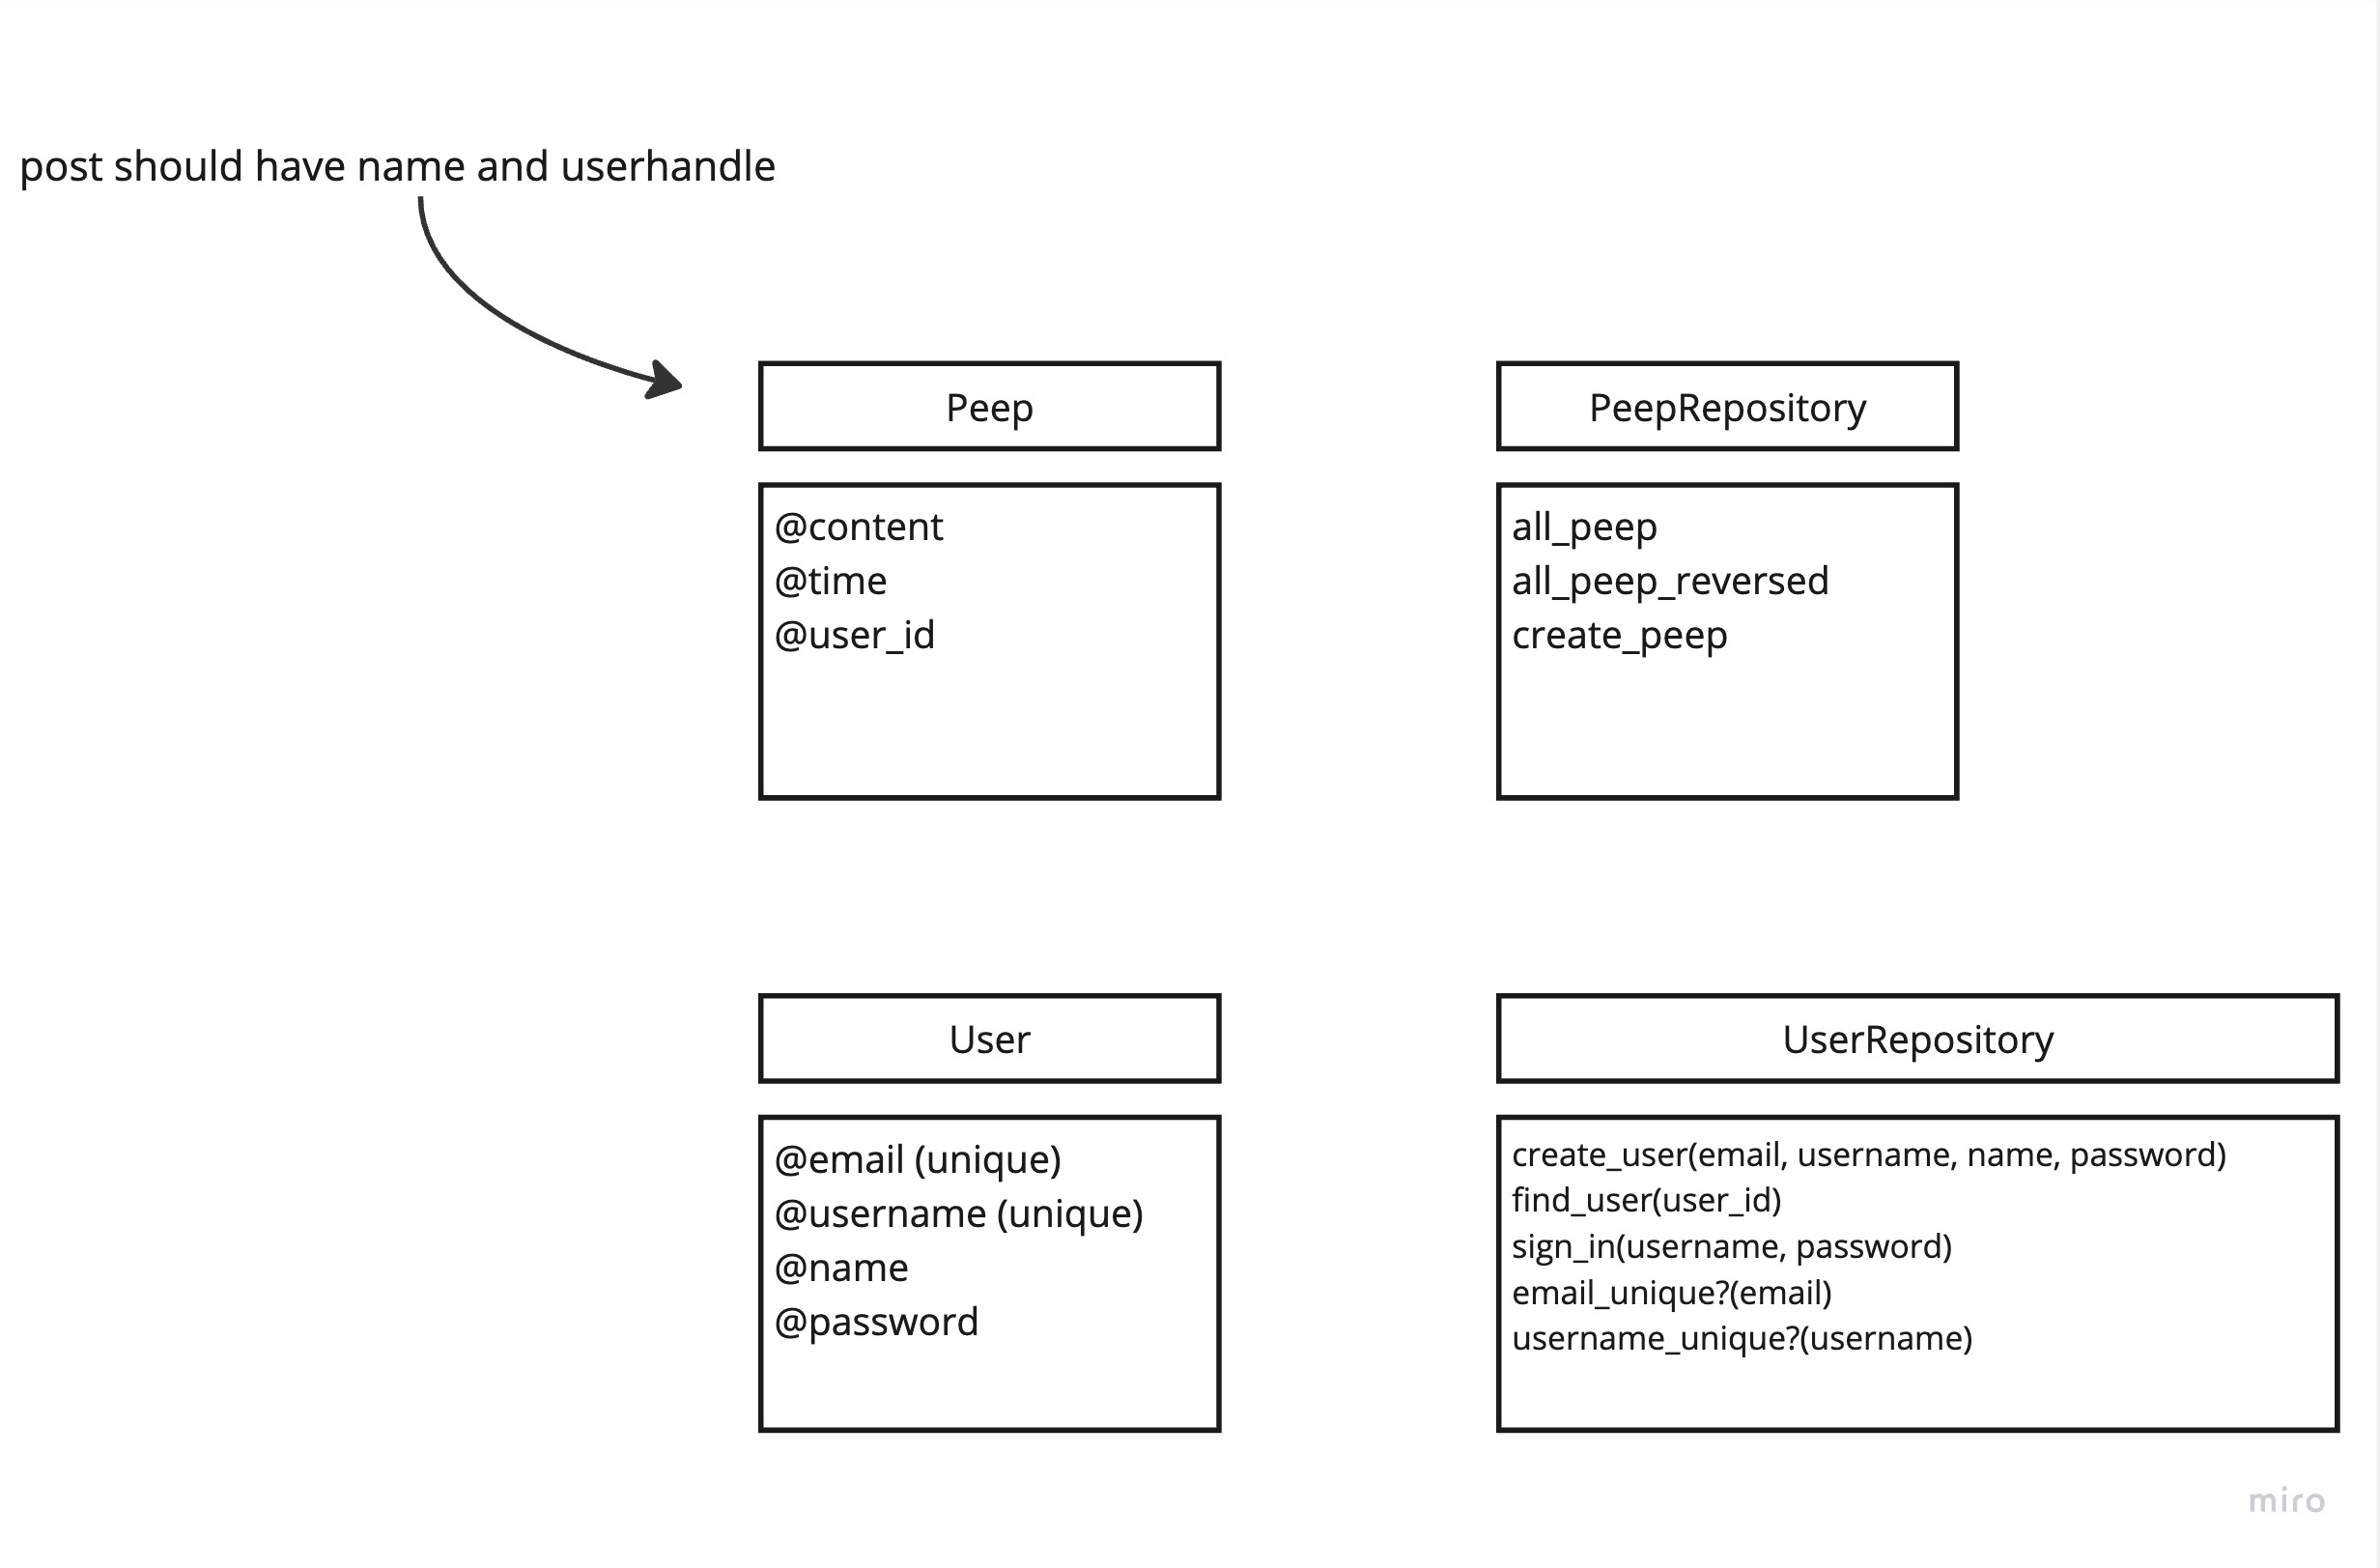 post should have name and userhandle
Peep
@content
@time
@user_id
PeepRepository
all_peep
all_peep_reversed
create_peep
User
@email (unique)
@username (unique)
@name
@password
UserRepository
create_user(email, username, name, password)
find_user(user_id)
sign_in(username, password)
email_unique?(email)
username_unique?(username)
miro